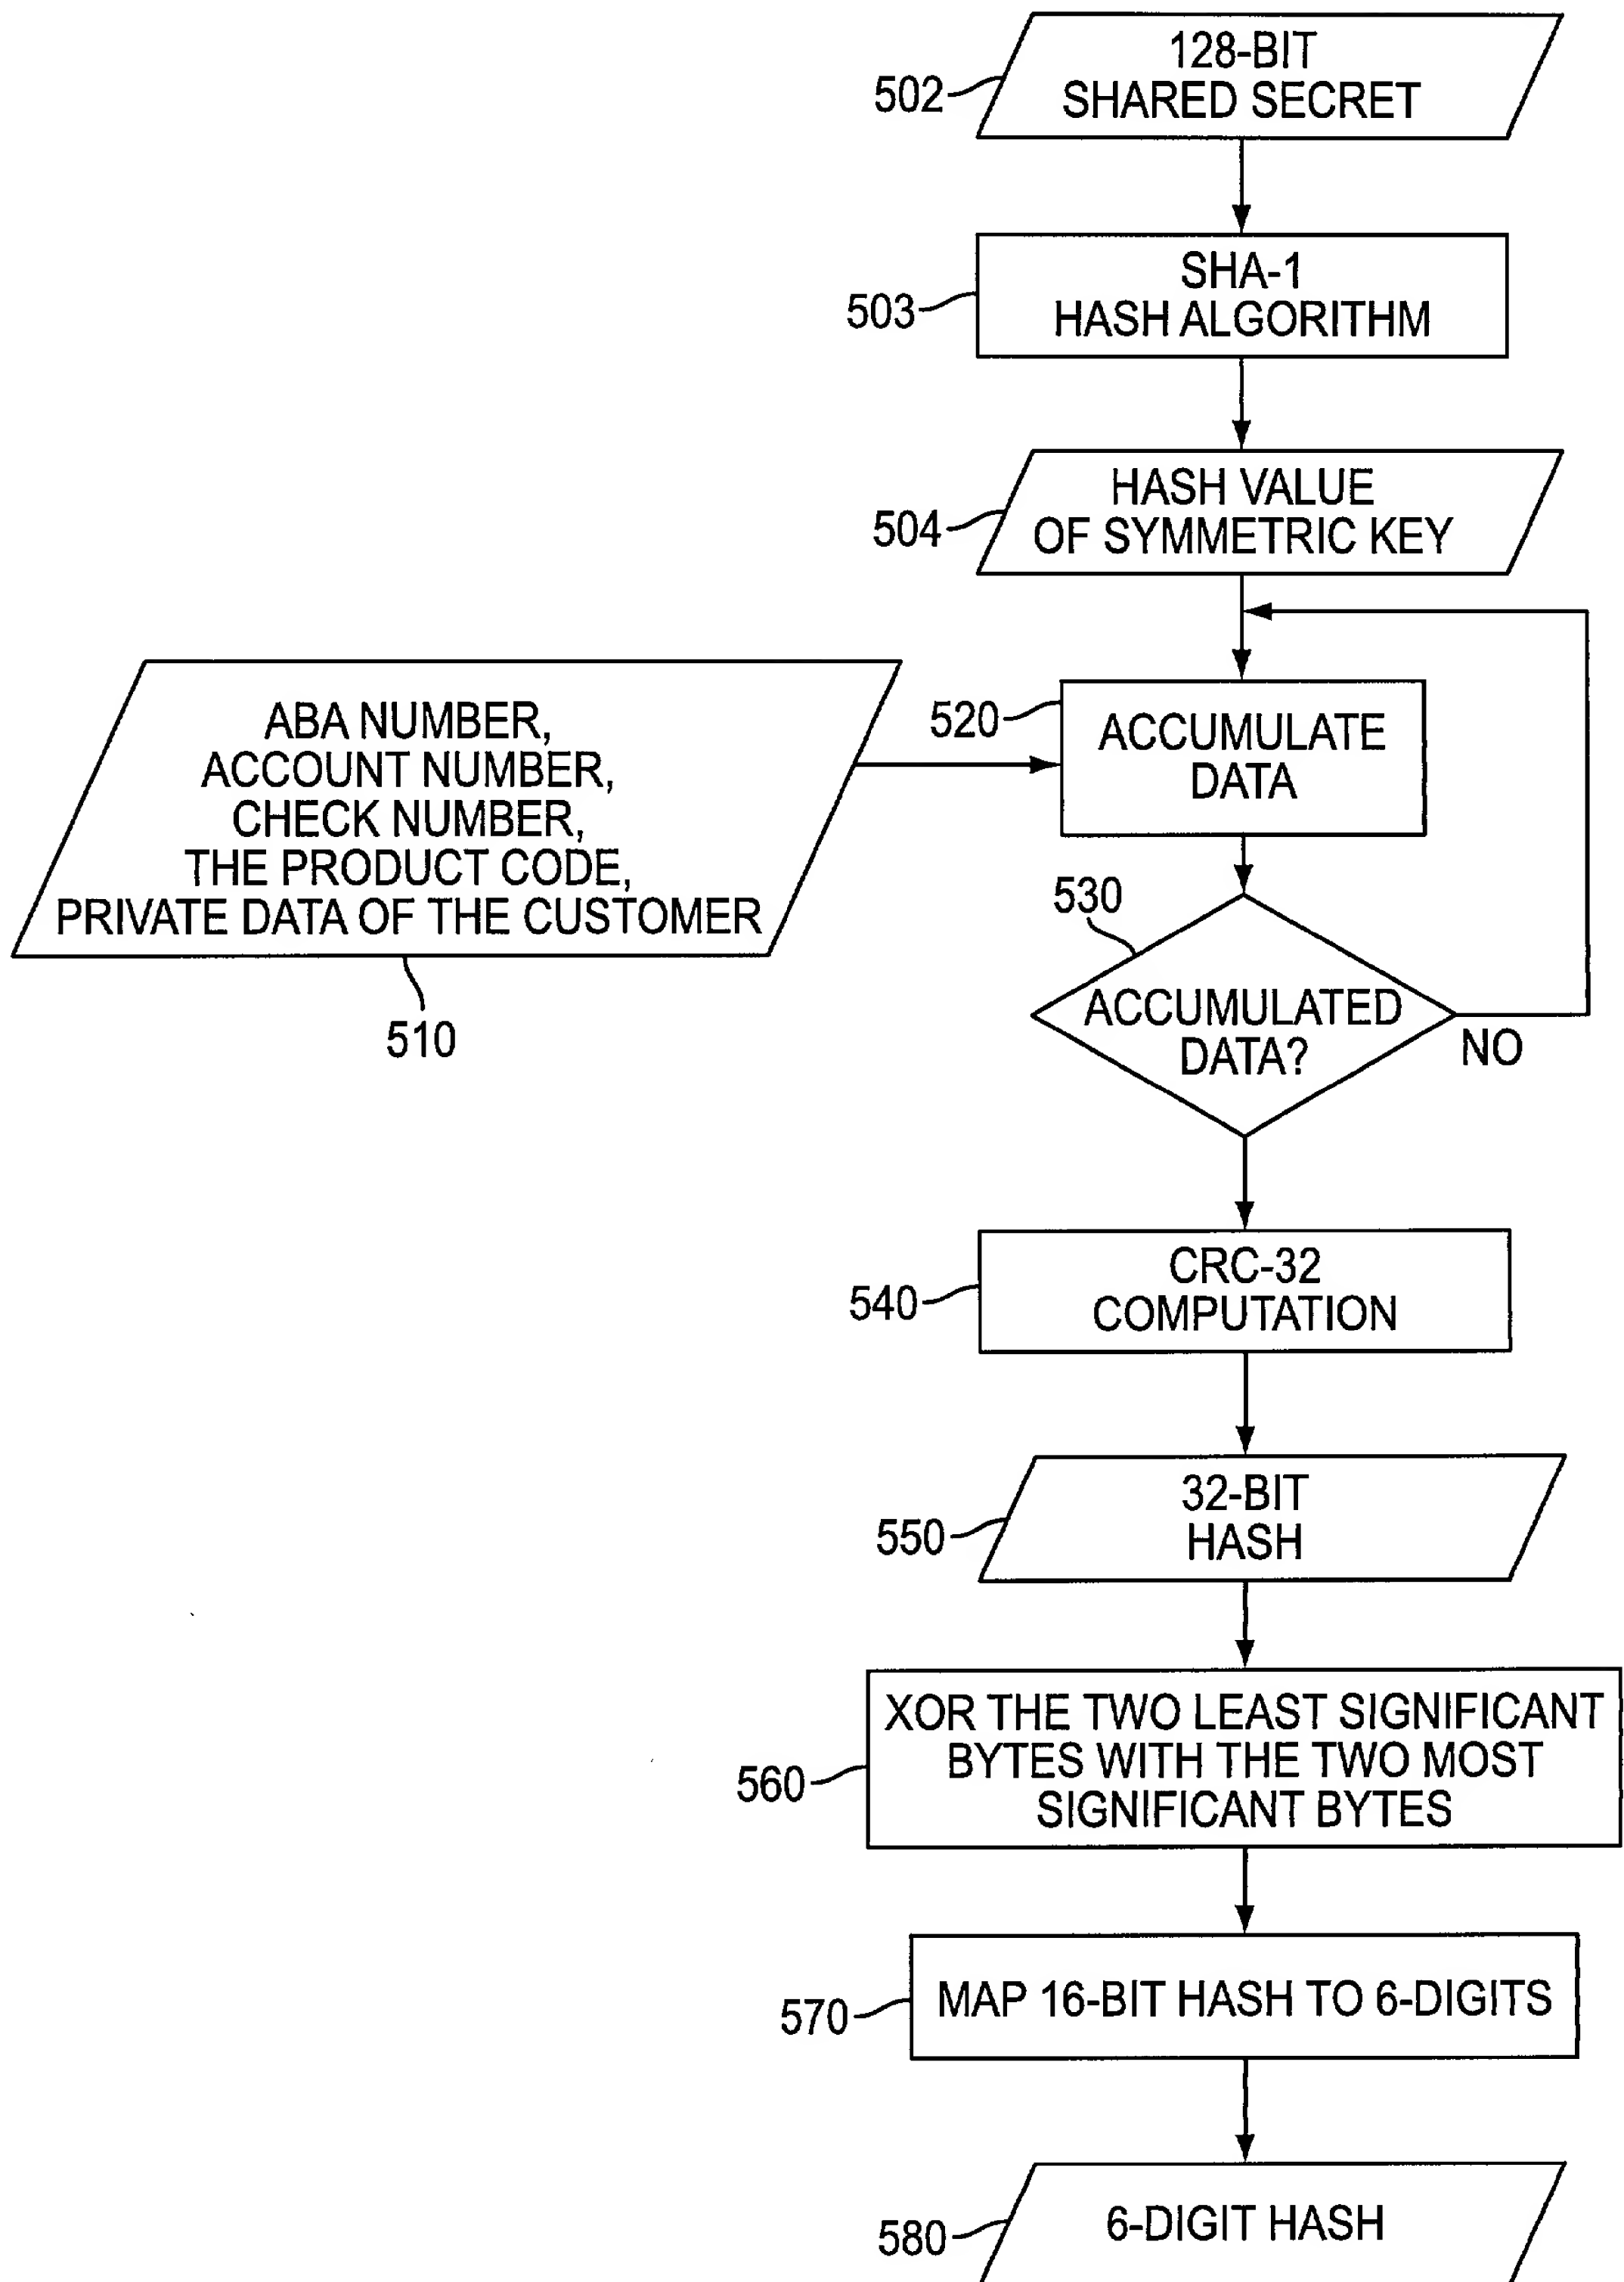 128-BIT
SHARED SECRET
502
SHA-1
HASH ALGORITHM
503
HASH VALUE
OF SYMMETRIC KEY
504
ABA NUMBER,
ACCOUNT NUMBER,
CHECK NUMBER,
THE PRODUCT CODE,
PRIVATE DATA OF THE CUSTOMER
510
520
ACCUMULATE
DATA
530
ACCUMULATED
DATA?
NO
CRC-32
COMPUTATION
540
32-BIT
HASH
550
XOR THE TWO LEAST SIGNIFICANT
BYTES WITH THE TWO MOST
SIGNIFICANT BYTES
560
MAP 16-BIT HASH TO 6-DIGITS
570
6-DIGIT HASH
580